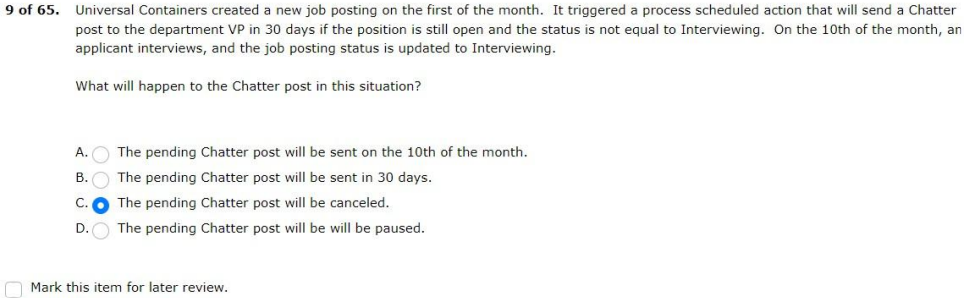 9 of 65. Universal Containers created a new job posting on the first of the month. It triggered a process scheduled action that will send a Chatter
post to the department VP in 30 days if the position is still open and the status is not equal to Interviewing. On the 10th of the month, an
applicant interviews, and the job posting status is updated to Interviewing.
What will happen to the Chatter post in this situation?
A. The pending Chatter post will be sent on the 10th of the month.
B. The pending Chatter post will be sent in 30 days.
C. The pending Chatter post will be canceled.
D. The pending Chatter post will be will be paused.
Mark this item for later review.